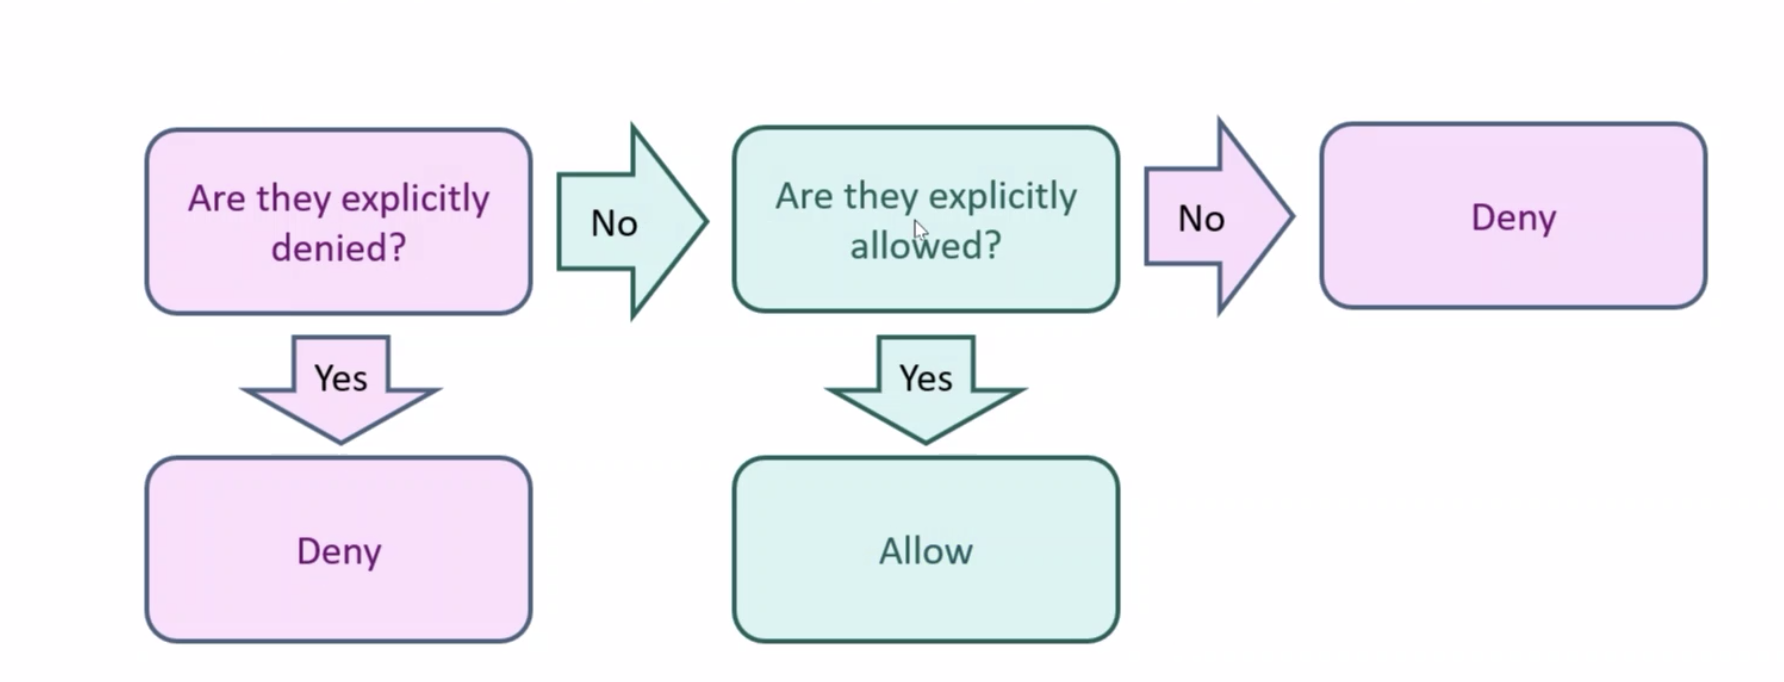 Are they explicitly
denied?
No
Are they explicitly
allowed?
No
Deny
Yes
Yes
Deny
Allow